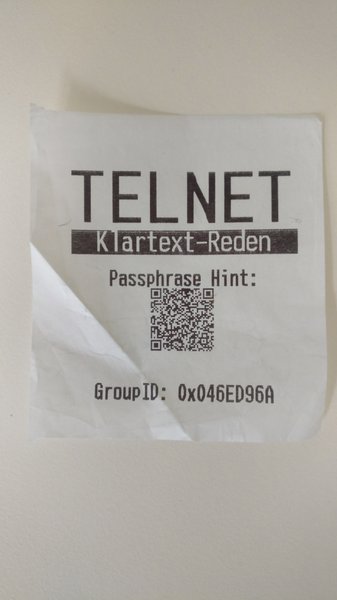 TELNET
Klartext-Reden
Passphrase Hint:
GroupID: 0x046ED96A